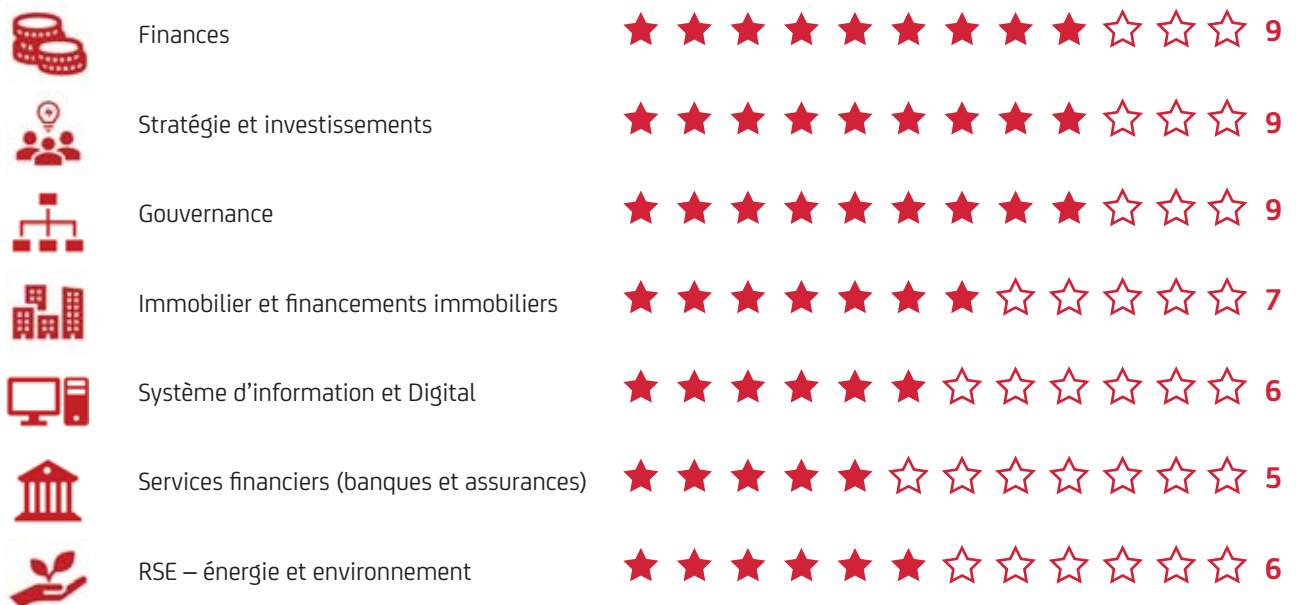 Finances 9
Stratégie et investissements 9
Gouvernance 9
Immobilier et financements immobiliers 7
Système d'information et Digital 6
Services financiers (banques et assurances) 5
RSE – énergie et environnement 6